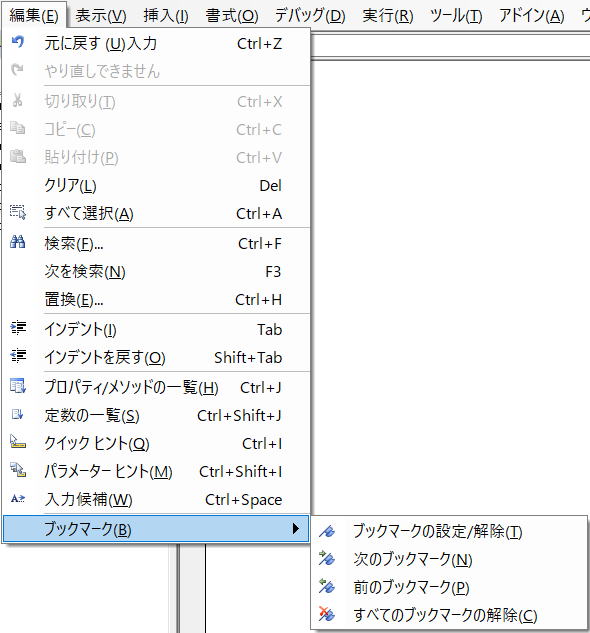 編集(E) 表示(V) 挿入(I) 書式(O) デバッグ(D) 実行(R) ツール(T) アドイン(A)
元に戻す (U)入力 Ctrl+Z
やり直しできません
切り取り(T) Ctrl+X
コピー(C) Ctrl+C
貼り付け(P) Ctrl+V
クリア(L) Del
すべて選択(A) Ctrl+A
検索(F)... Ctrl+F
次を検索(N) F3
置換(E)... Ctrl+H
インデント(I) Tab
インデントを戻す(O) Shift+Tab
プロパティ/メソッドの一覧(H) Ctrl+J
定数の一覧(S) Ctrl+Shift+J
クイック ヒント(Q) Ctrl+I
パラメーター ヒント(M) Ctrl+Shift+I
入力候補(W) Ctrl+Space
ブックマーク(B)
ブックマークの設定/解除(T)
次のブックマーク(N)
前のブックマーク(P)
すべてのブックマークの解除(C)